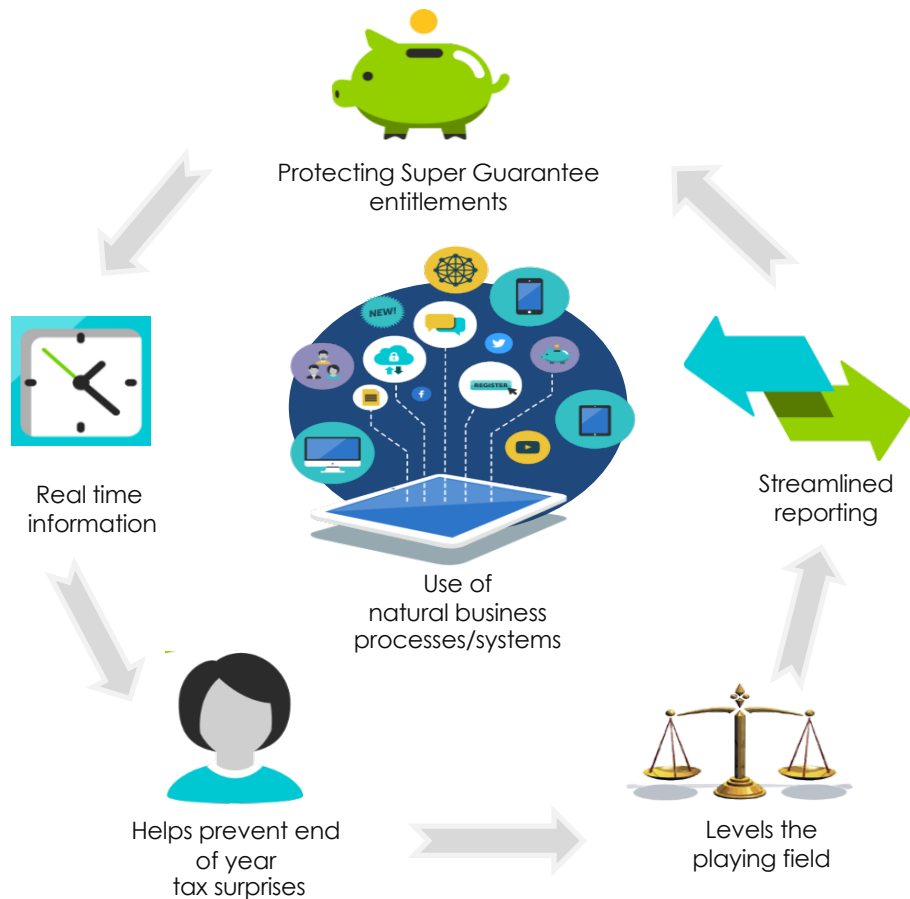 Protecting Super Guarantee
entitlements
NEW!
REGISTER
Real time
information
Streamlined
reporting
Use of
natural business
processes/systems
Helps prevent end
of year
tax surprises
Levels the
playing field